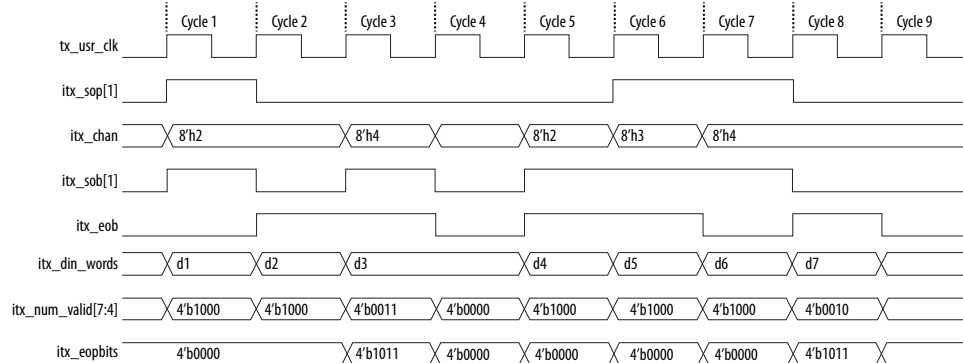 Cycle 1 Cycle 2 Cycle 3 Cycle 4 Cycle 5 Cycle 6 Cycle 7 Cycle 8 Cycle 9
tx_usr_clk
itx_sop[1]
itx_chan 8'h2 8'h4 8'h2 8'h3 8'h4
itx_sob[1]
itx_eob
itx_din_words d1 d2 d3 d4 d5 d6 d7
itx_num_valid[7:4] 4'b1000 4'b1000 4'b0011 4'b0000 4'b1000 4'b1000 4'b1000 4'b0010
itx_eopbits 4'b0000 4'b1011 4'b0000 4'b0000 4'b0000 4'b0000 4'b1011